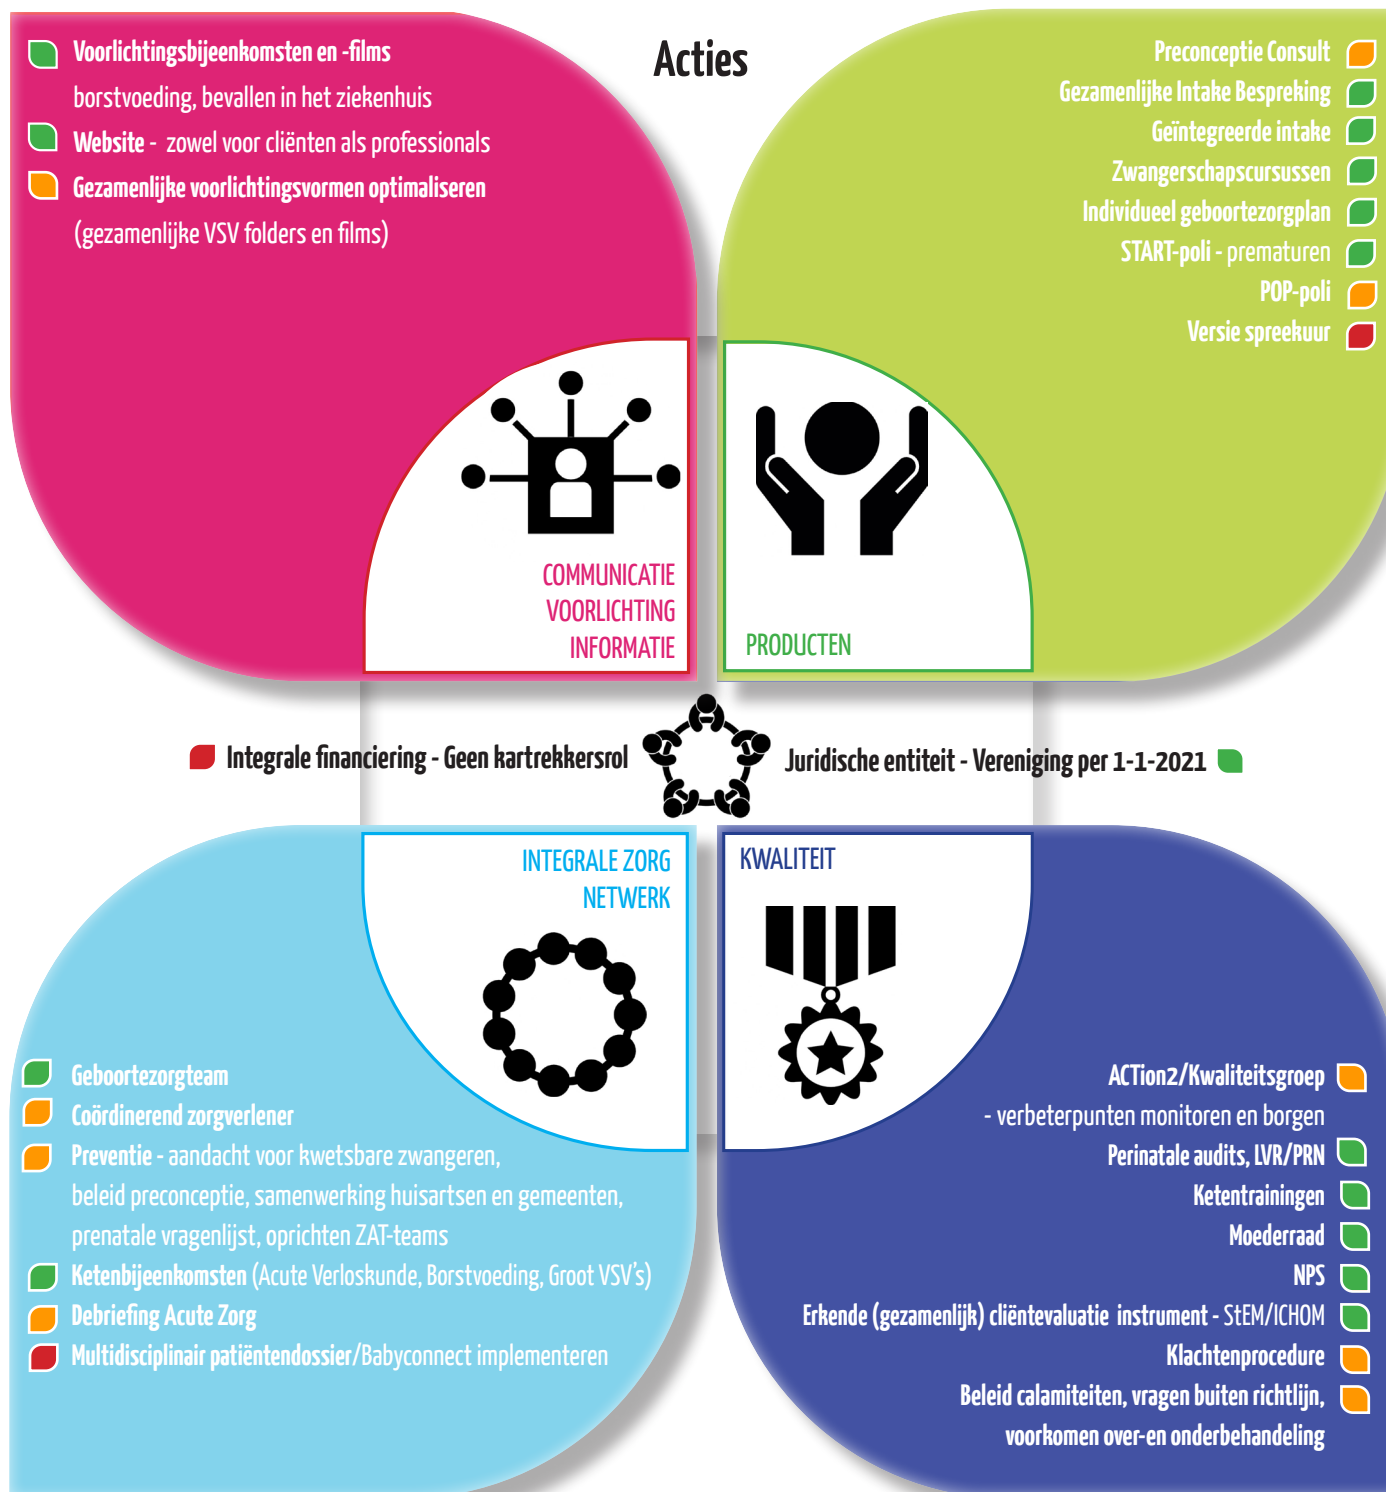 Acties
Voorlichtingsbijeenkomsten en -films
borstvoeding, bevallen in het ziekenhuis
Website - zowel voor cliënten als professionals
Gezamenlijke voorlichtingsvormen optimaliseren
(gezamenlijke VSV folders en films)
COMMUNICATIE
VOORLICHTING
INFORMATIE
Preconceptie Consult
Gezamenlijke Intake Bespreking
Geïntegreerde intake
Zwangerschapscursussen
Individueel geboortezorgplan
START-poli - prematuren
POP-poli
Versie spreekuur
PRODUCTEN
Integrale financiering - Geen kartrekkersrol
Juridische entiteit - Vereniging per 1-1-2021
INTEGRALE ZORG
NETWERK
Geboortezorgteam
Coördinerend zorgverlener
Preventie - aandacht voor kwetsbare zwangeren,
beleid preconceptie, samenwerking huisartsen en gemeenten,
prenatale vragenlijst, oprichten ZAT-teams
Ketenbijeenkomsten (Acute Verloskunde, Borstvoeding, Groot VSV's)
Debriefing Acute Zorg
Multidisciplinair patiëntendossier/Babyconnect implementeren
KWALITEIT
ACTion2/Kwaliteitsgroep
- verbeterpunten monitoren en borgen
Perinatale audits, LVR/PRN
Ketentrainingen
Moederraad
NPS
Erkende (gezamenlijk) cliëntevaluatie instrument - StEM/ICHOM
Klachtenprocedure
Beleid calamiteiten, vragen buiten richtlijn,
voorkomen over-en onderbehandeling